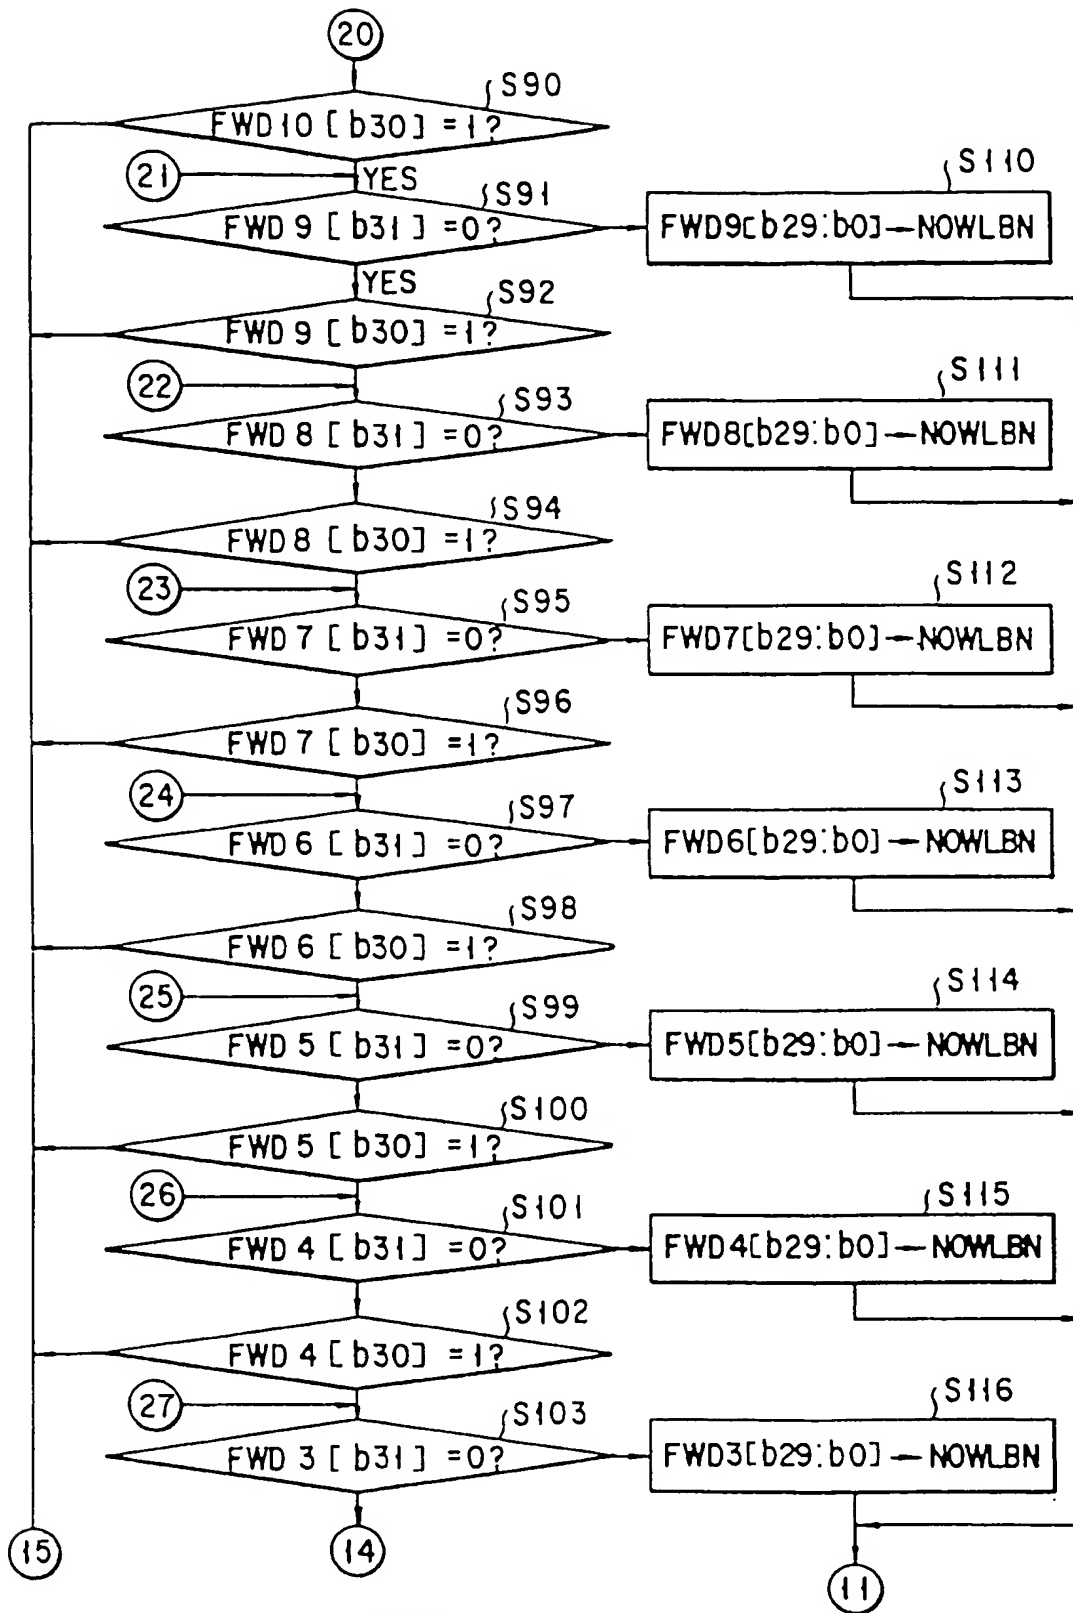 20
S90
FWD10 [b30] =1?
21
YES
S91
FWD9 [b31] =0?
S110
FWD9[b29:b0]—NOWLBN
YES
S92
FWD9 [b30] =1?
22
S93
FWD8 [b31] =0?
S111
FWD8[b29:b0]—NOWLBN
S94
FWD8 [b30] =1?
23
S95
FWD7 [b31] =0?
S112
FWD7[b29:b0]—NOWLBN
S96
FWD7 [b30] =1?
24
S97
FWD6 [b31] =0?
S113
FWD6[b29:b0]—NOWLBN
S98
FWD6 [b30] =1?
25
S99
FWD5 [b31] =0?
S114
FWD5[b29:b0]—NOWLBN
S100
FWD5 [b30] =1?
26
S101
FWD4 [b31] =0?
S115
FWD4[b29:b0]—NOWLBN
S102
FWD4 [b30] =1?
27
S103
FWD3 [b31] =0?
S116
FWD3[b29:b0]—NOWLBN
15
14
11